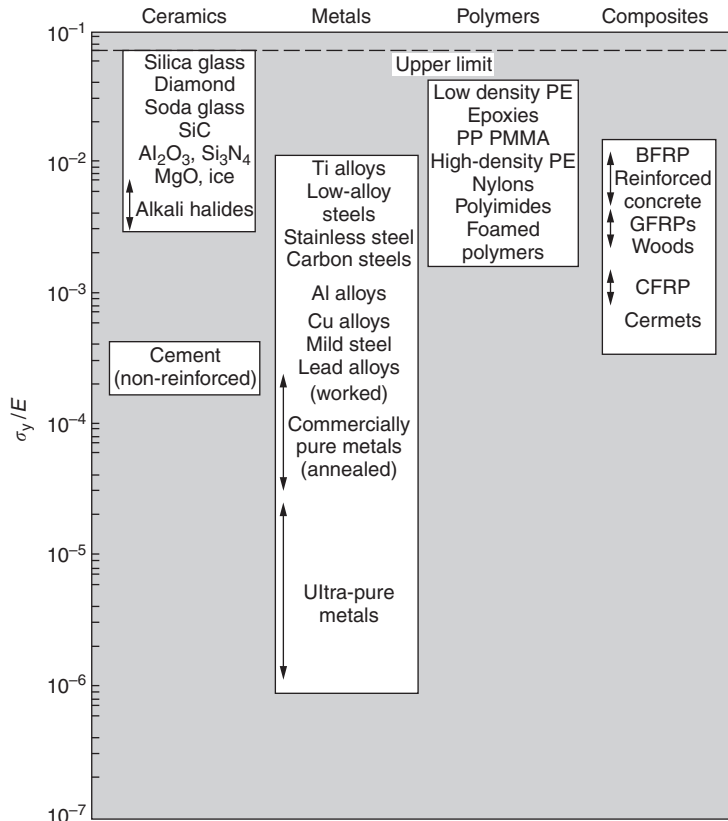 Ceramics Metals Polymers Composites
10⁻¹
Upper limit
Silica glass
Diamond
Soda glass
SiC
Al₂O₃, Si₃N₄
MgO, ice
Alkali halides
Cement
(non-reinforced)
Ti alloys
Low-alloy
steels
Stainless steel
Carbon steels
Al alloys
Cu alloys
Mild steel
Lead alloys
(worked)
Commercially
pure metals
(annealed)
Ultra-pure
metals
Low density PE
Epoxies
PP PMMA
High-density PE
Nylons
Polyimides
Foamed
polymers
BFRP
Reinforced
concrete
GFRPs
Woods
CFRP
Cermets
10⁻²
10⁻³
10⁻⁴
10⁻⁵
10⁻⁶
10⁻⁷
σy/E